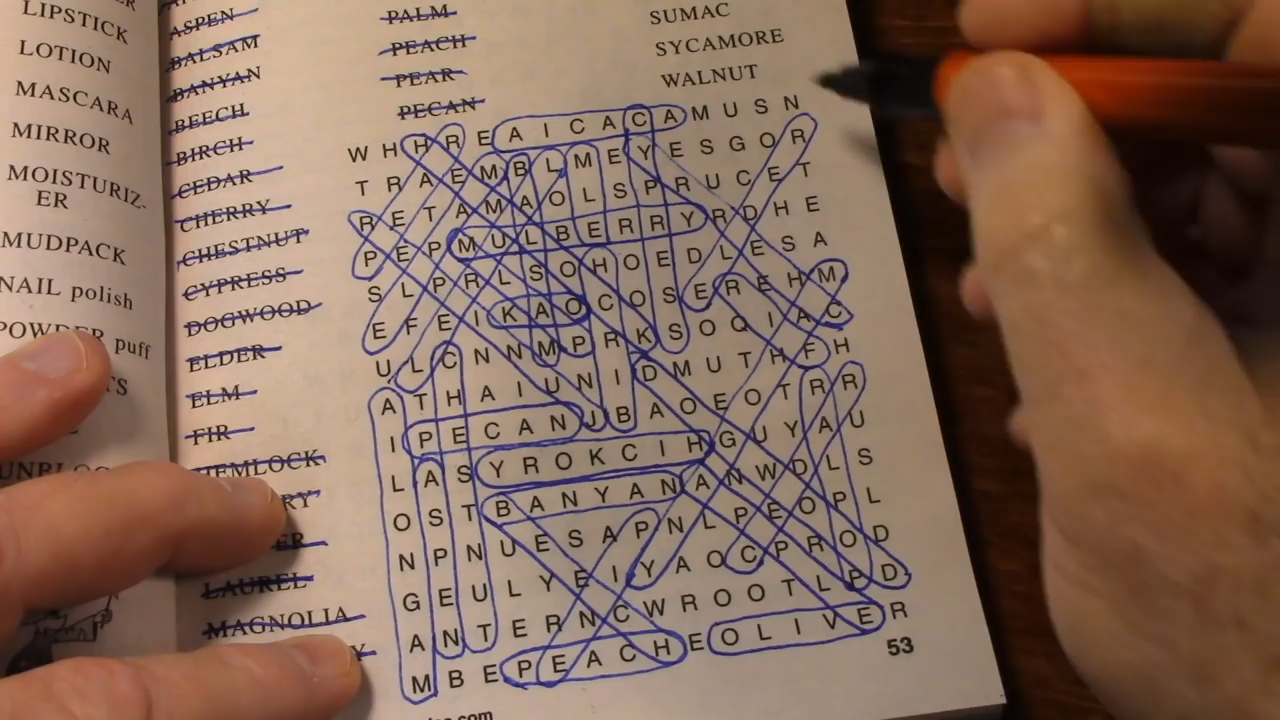 LIPSTICK
LOTION
MASCARA
MIRROR
MOISTURIZ-
ER
MUDPACK
NAIL polish
POWDER puff
ASPEN
BALSAM
BANYAN
BEECH
BIRCH
CEDAR
CHERRY
CHESTNUT
CYPRESS
DOGWOOD
ELDER
ELM
FIR
HEMLOCK
LAUREL
MAGNOLIA
PALM
PEACH
PEAR
PECAN
SUMAC
SYCAMORE
WALNUT
W H H R E A I C A C A M U S N
T R A E M B L M E Y E S G O R
R E T A M A O L S P R U C E T
P E P M U L B E R R Y R D H E
S L P R L S O H O E D L E S A
E F E I K A O C O S E R E H M
U L C N N M P R K S O Q I A C
A T H A I U N I D M U T H F H
I P E C A N J B A O E O T R R
L A S Y R O K C I H G U Y A U
O S T B A N Y A N A N W D L S
N P N U E S A P N L P E O P L
G E U L Y E I Y A O C P R O D
A N T E R N C W R O O T L P D
M B E P E A C H E O L I V E R
53